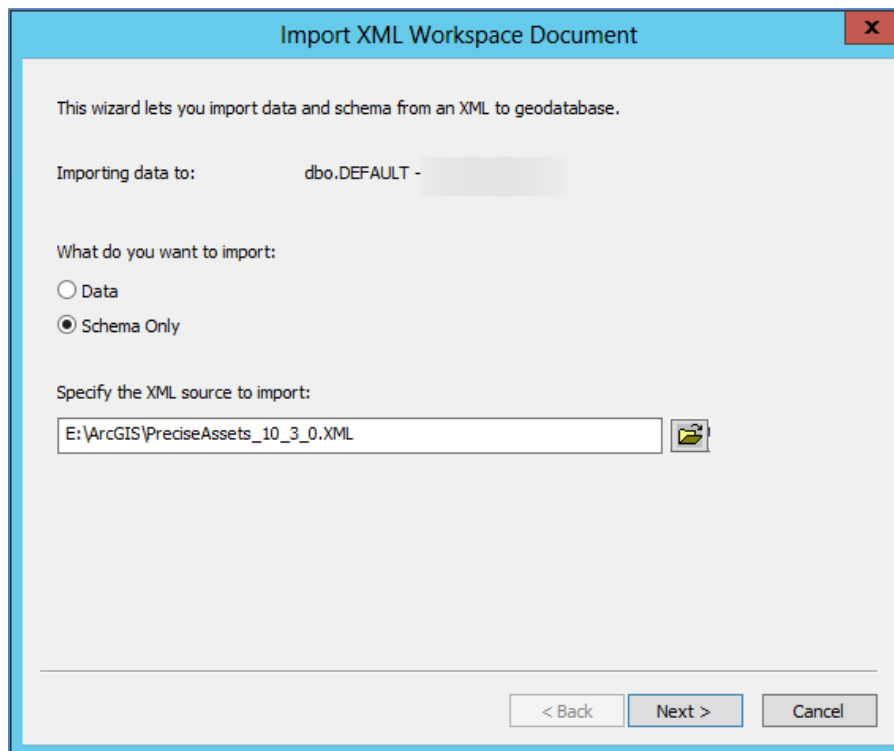 Import XML Workspace Document
x
This wizard lets you import data and schema from an XML to geodatabase.
Importing data to: dbo.DEFAULT -
What do you want to import:
Data
Schema Only
Specify the XML source to import:
E:\ArcGIS\PreciseAssets_10_3_0.XML
< Back Next > Cancel